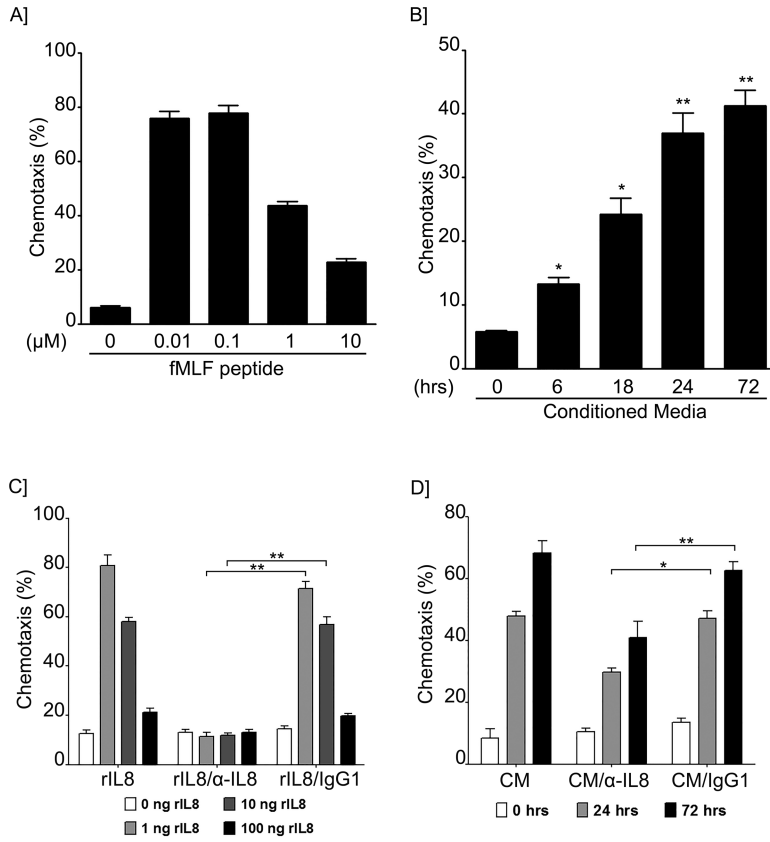 A]
Chemotaxis (%)
100
80
60
40
20
0
(µM) 0 0.01 0.1 1 10
fMLF peptide
B]
Chemotaxis (%)
50
40
30
20
10
0
* * ** **
(hrs) 0 6 18 24 72
Conditioned Media
C]
Chemotaxis (%)
100
80
60
40
20
0
**
**
rIL8 rIL8/α-IL8 rIL8/IgG1
0 ng rIL8 10 ng rIL8
1 ng rIL8 100 ng rIL8
D]
Chemotaxis (%)
80
60
40
20
0
**
*
CM CM/α-IL8 CM/IgG1
0 hrs 24 hrs 72 hrs